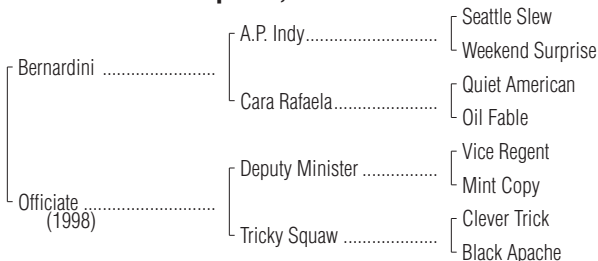 Seattle Slew
A.P. Indy
Weekend Surprise
Bernardini
Quiet American
Cara Rafaela
Oil Fable
Vice Regent
Deputy Minister
Mint Copy
Officiate
(1998)
Clever Trick
Tricky Squaw
Black Apache